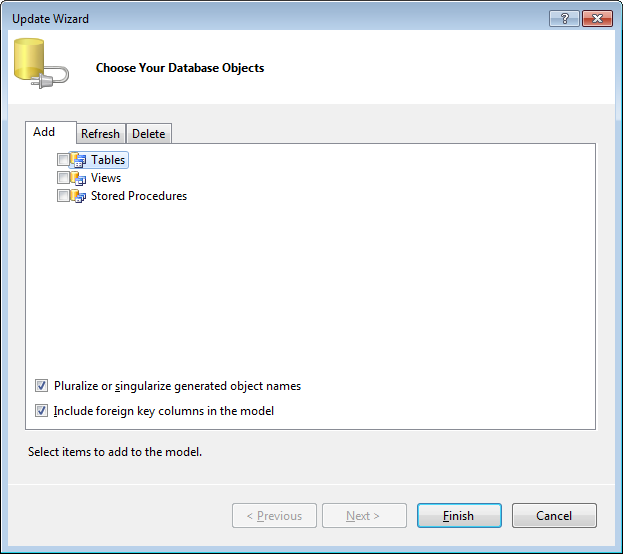 Update Wizard
?
Choose Your Database Objects
Add Refresh Delete
Tables
Views
Stored Procedures
Pluralize or singularize generated object names
Include foreign key columns in the model
Select items to add to the model.
< Previous Next > Finish Cancel